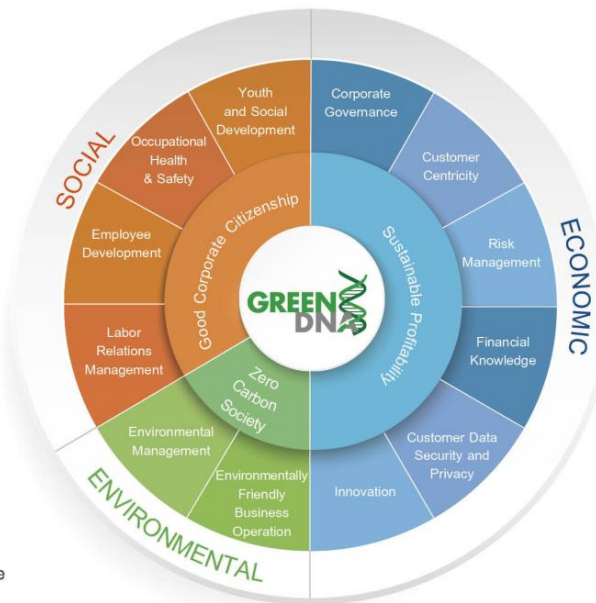 SOCIAL
ECONOMIC
ENVIRONMENTAL
Good Corporate Citizenship
Sustainable Profitability
Zero
Carbon
Society
GREEN
DNA
Youth
and Social
Development
Occupational
Health
& Safety
Employee
Development
Labor
Relations
Management
Corporate
Governance
Customer
Centricity
Risk
Management
Financial
Knowledge
Customer Data
Security and
Privacy
Innovation
Environmentally
Friendly
Business
Operation
Environmental
Management
e